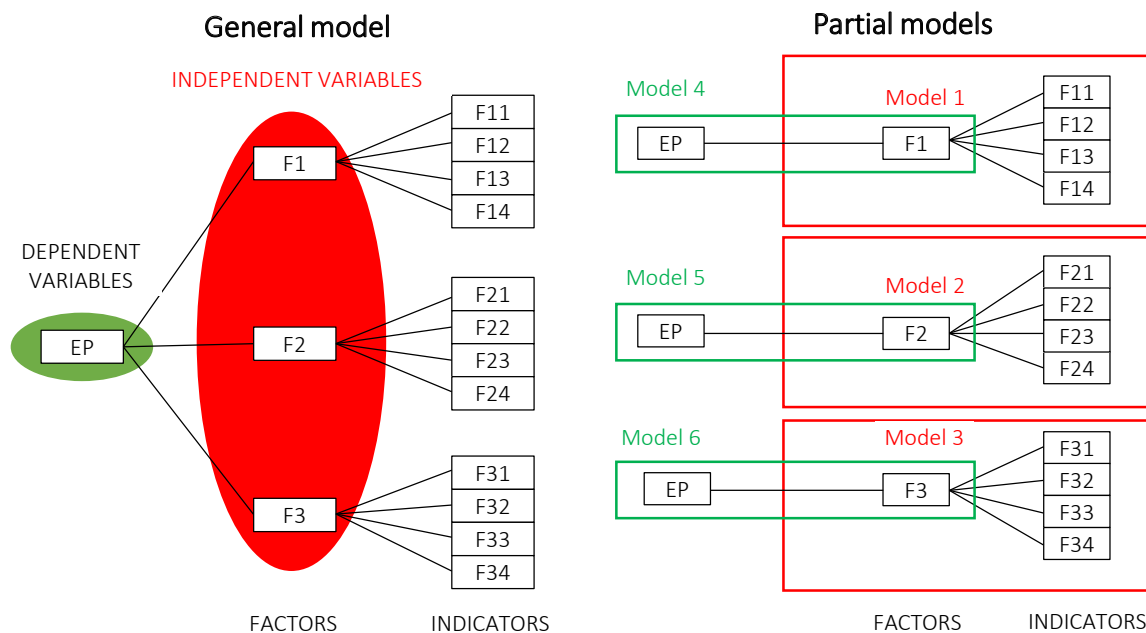 General model
INDEPENDENT VARIABLES
F11
F12
F13
F14
F1
DEPENDENT
VARIABLES
EP
F2
F21
F22
F23
F24
F3
F31
F32
F33
F34
FACTORS
INDICATORS
Partial models
Model 4
Model 1
EP
F1
F11
F12
F13
F14
Model 5
Model 2
EP
F2
F21
F22
F23
F24
Model 6
Model 3
EP
F3
F31
F32
F33
F34
FACTORS
INDICATORS